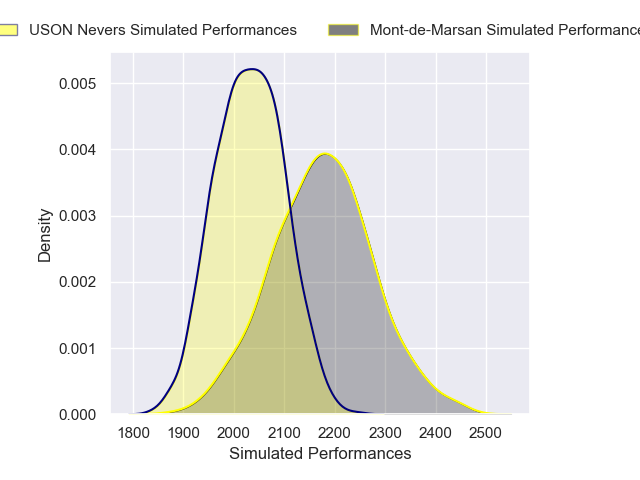 USON Nevers Simulated Performances
Mont-de-Marsan Simulated Performance
0.005
0.004
0.003
0.002
0.001
0.000
Density
1800 1900 2000 2100 2200 2300 2400 2500
Simulated Performances